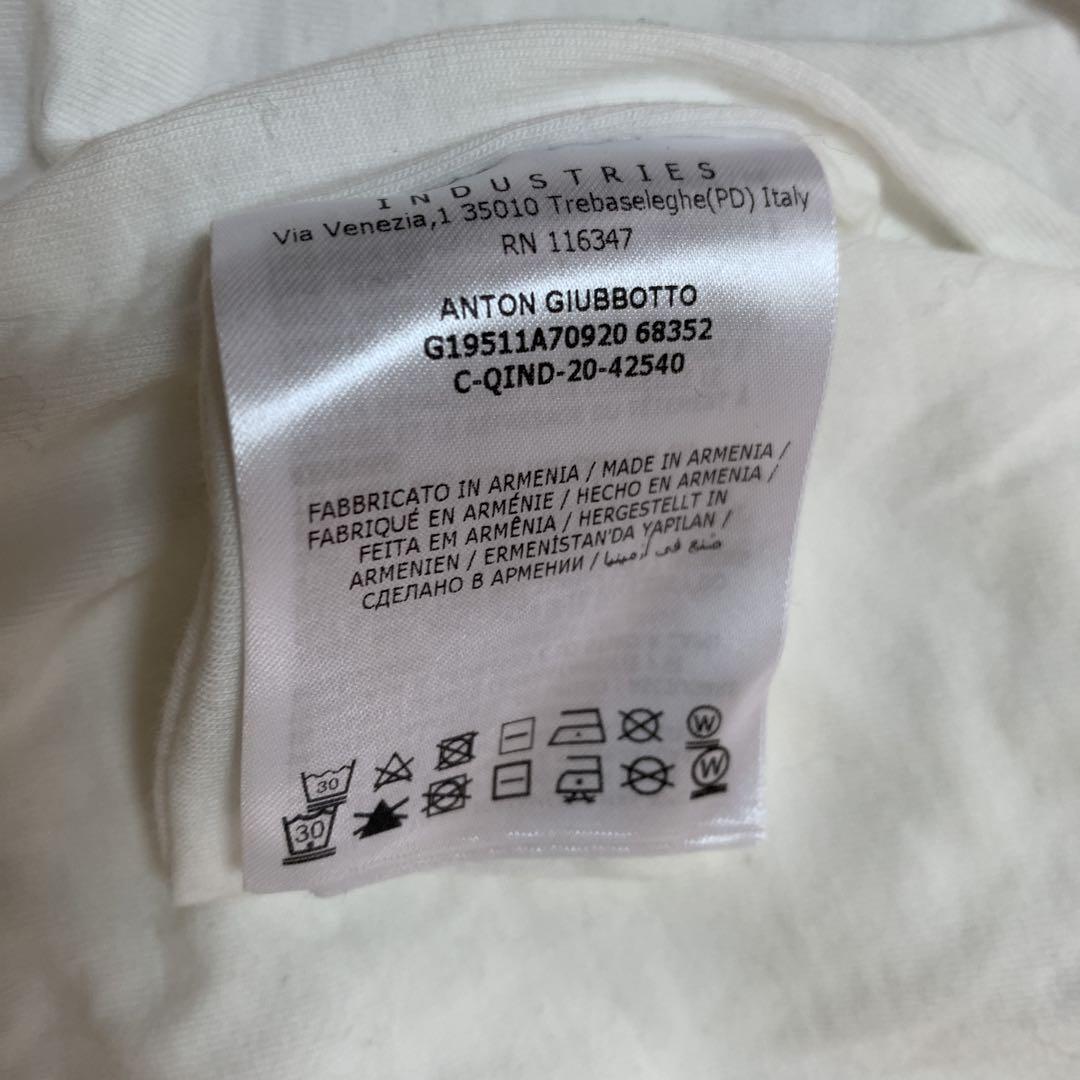 INDUSTRIES
Via Venezia,1 35010 Trebaseleghe(PD) Italy
RN 116347
ANTON GIUBBOTTO
G19511A70920 68352
C-QIND-20-42540
FABBRICATO IN ARMENIA / MADE IN ARMENIA /
FABRIQUÉ EN ARMÉNIE / HECHO EN ARMENIA /
FEITA EM ARMÊNIA / HERGESTELLT IN
ARMENIEN / ERMENİSTAN'DA YAPILAN /
СДЕЛАНО В АРМЕНИИ / صنع في أرمينيا
30 W
30 W